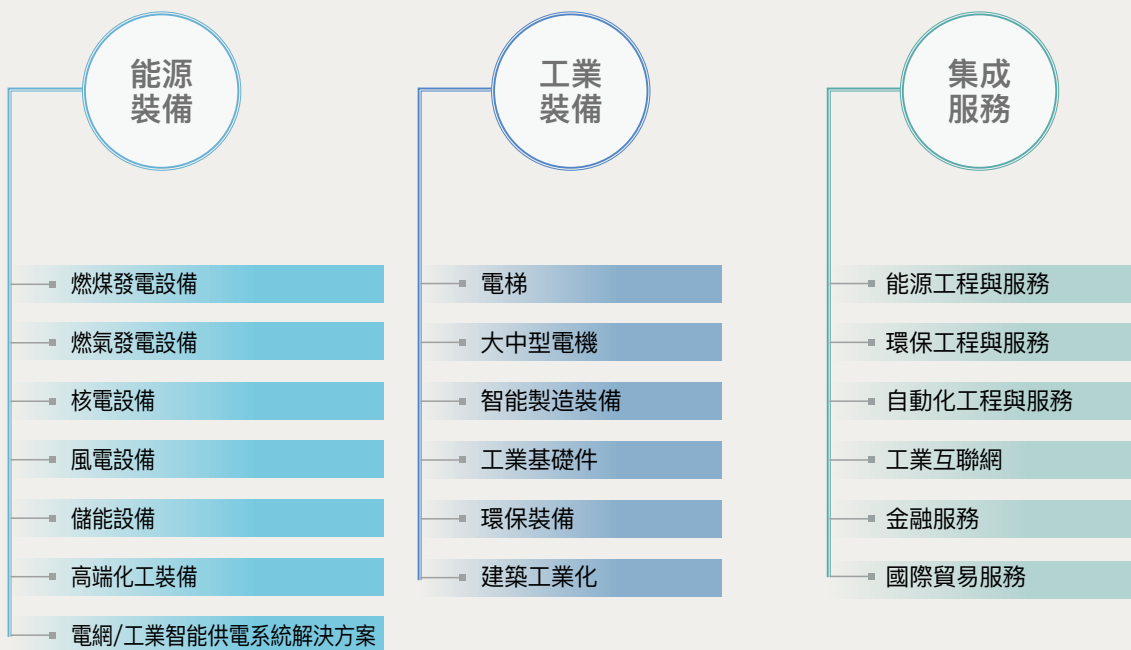 能源
裝備
燃煤發電設備
燃氣發電設備
核電設備
風電設備
儲能設備
高端化工裝備
電網/工業智能供電系統解決方案
工業
裝備
電梯
大中型電機
智能製造裝備
工業基礎件
環保裝備
建築工業化
集成
服務
能源工程與服務
環保工程與服務
自動化工程與服務
工業互聯網
金融服務
國際貿易服務